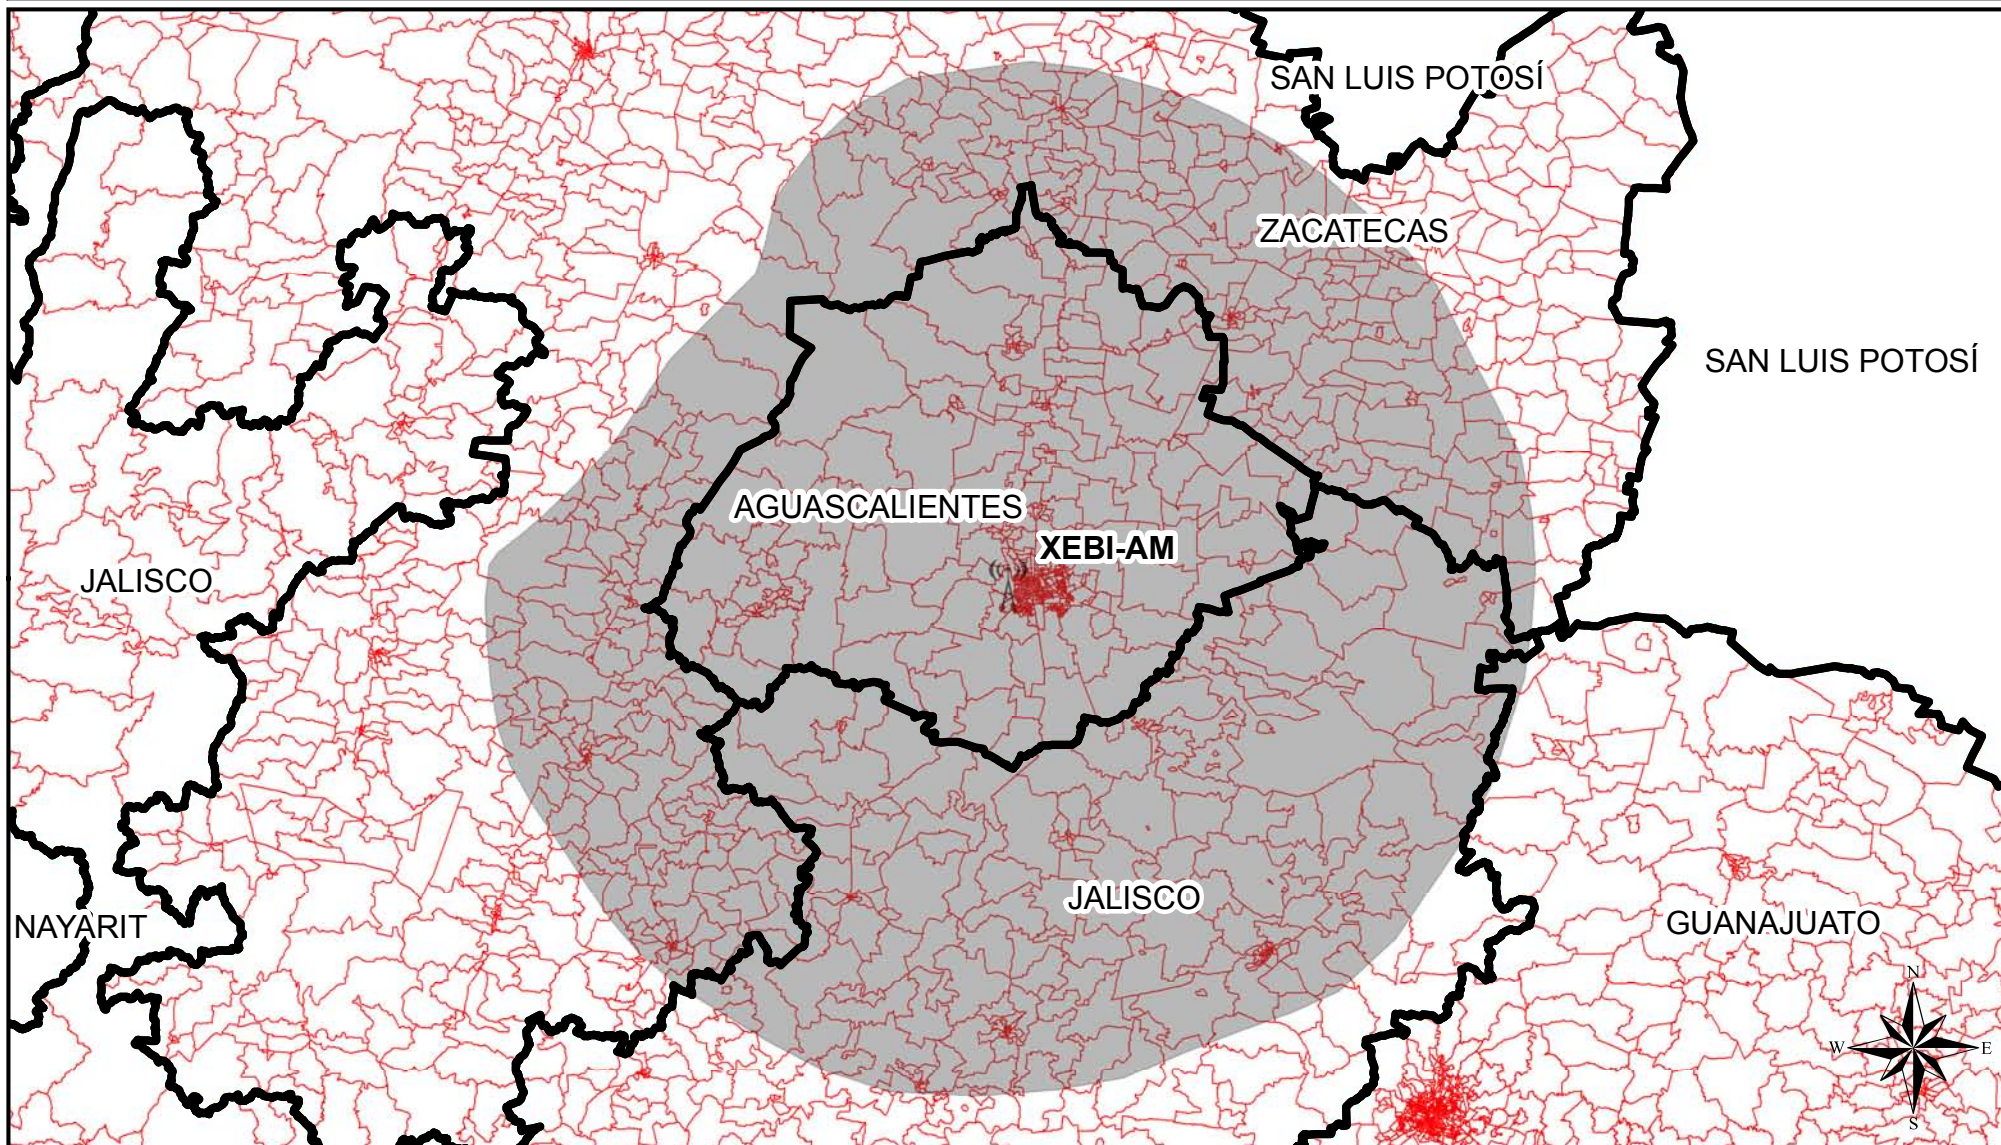 SAN LUIS POTOSÍ
ZACATECAS
SAN LUIS POTOSÍ
AGUASCALIENTES
XEBI-AM
JALISCO
JALISCO
NAYARIT
GUANAJUATO
N
W
E
S